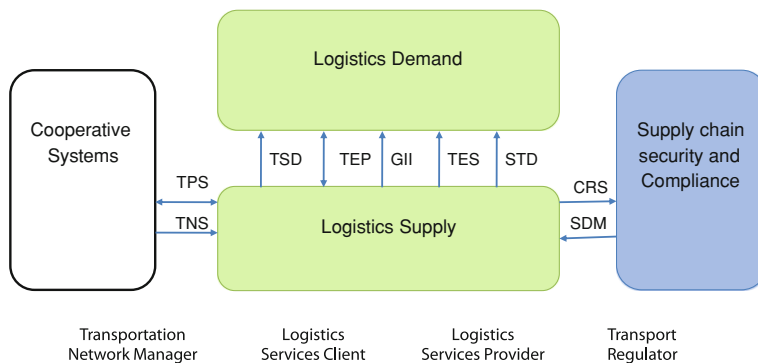 Logistics Demand
Cooperative
Systems
Supply chain
security and
Compliance
TSD
TEP
GII
TES
STD
TPS
CRS
TNS
Logistics Supply
SDM
Transportation
Network Manager
Logistics
Services Client
Logistics
Services Provider
Transport
Regulator